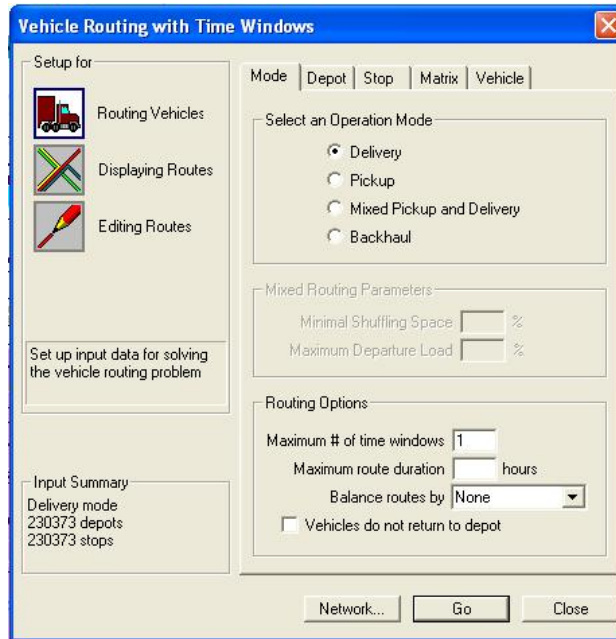 Vehicle Routing with Time Windows
Setup for
Routing Vehicles
Displaying Routes
Editing Routes
Set up input data for solving
the vehicle routing problem
Input Summary
Delivery mode
230373 depots
230373 stops
Mode Depot Stop Matrix Vehicle
Select an Operation Mode
Delivery
Pickup
Mixed Pickup and Delivery
Backhaul
Mixed Routing Parameters
Minimal Shuffling Space %
Maximum Departure Load %
Routing Options
Maximum # of time windows 1
Maximum route duration hours
Balance routes by None
Vehicles do not return to depot
Network... Go Close